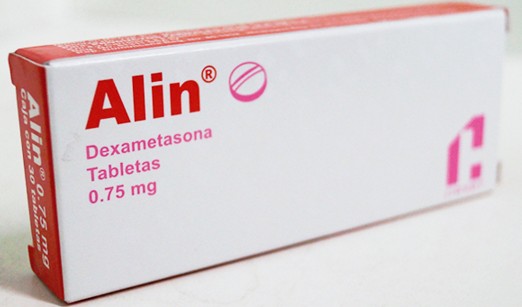 Alin®
Dexametasona
Tabletas
0.75 mg
Alin® 0.75 mg
Caja con 30 tabletas